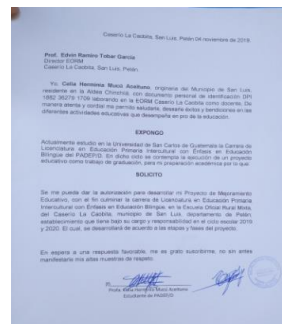 Caserío La Caobita, San Luis, Petén 04 noviembre de 2019
Prof. Edvin Ramiro Tobar García
Director EORM
Caserío La Caobita, San Luis, Petén.
Yo, Celia Herminia Mucú Aceituno, originaria del Municipio de San Luis,
residente en la Aldea Chinchilá, con documento personal de identificación DPI
1982 1709 laborando en la EORM Caserío La Caobita como docente. De
manera atenta y cordial me permito saludarle, deseando éxitos y bendiciones en las
diferentes actividades educativas que desempeña en pro de la educación.
EXPONGO
Actualmente estudio en la Universidad de San Carlos de Guatemala la Carrera de
Licenciatura en Educación Primaria Intercultural con Énfasis en Educación
Bilingüe del PADEP/D. En dicho ciclo se contempla la ejecución de un proyecto
educativo como trabajo de graduación, para mi preparación académica por lo que:
SOLICITO
Se me pueda dar la autorización para desarrollar mi Proyecto de Mejoramiento
Educativo, con el fin culminar la carrera de Licenciatura en Educación Primaria
Intercultural con Énfasis en Educación Bilingüe, en la Escuela Oficial Rural Mixta,
del Caserío La Caobita, municipio de San Luis, departamento de Petén,
establecimiento que tiene bajo su cargo y responsabilidad en el ciclo escolar 2019
y 2020. El cual, se desarrollará de acuerdo a las etapas y fases del proyecto.
En espera a una respuesta favorable, me es grato suscribirme, no sin antes
manifestarle mis altas muestras de respeto.
Profa. Celia Herminia Mucú Aceituno
Estudiante de PADEP/D